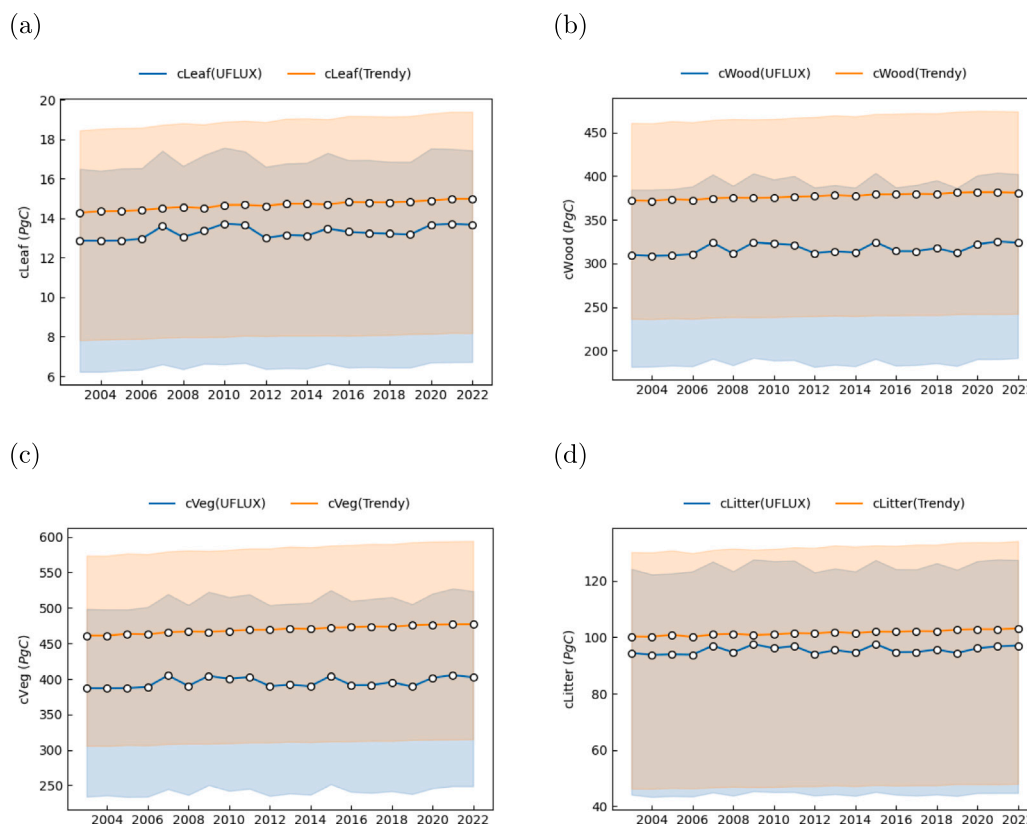 (a)
cLeaf(UFLUX) cLeaf(Trendy)
20
18
16
14
12
10
8
6
cLeaf (PgC)
2004 2006 2008 2010 2012 2014 2016 2018 2020 2022
(b)
cWood(UFLUX) cWood(Trendy)
450
400
350
300
250
200
cWood (PgC)
2004 2006 2008 2010 2012 2014 2016 2018 2020 2022
(c)
cVeg(UFLUX) cVeg(Trendy)
600
550
500
450
400
350
300
250
cVeg (PgC)
2004 2006 2008 2010 2012 2014 2016 2018 2020 2022
(d)
cLitter(UFLUX) cLitter(Trendy)
120
100
80
60
40
cLitter (PgC)
2004 2006 2008 2010 2012 2014 2016 2018 2020 2022